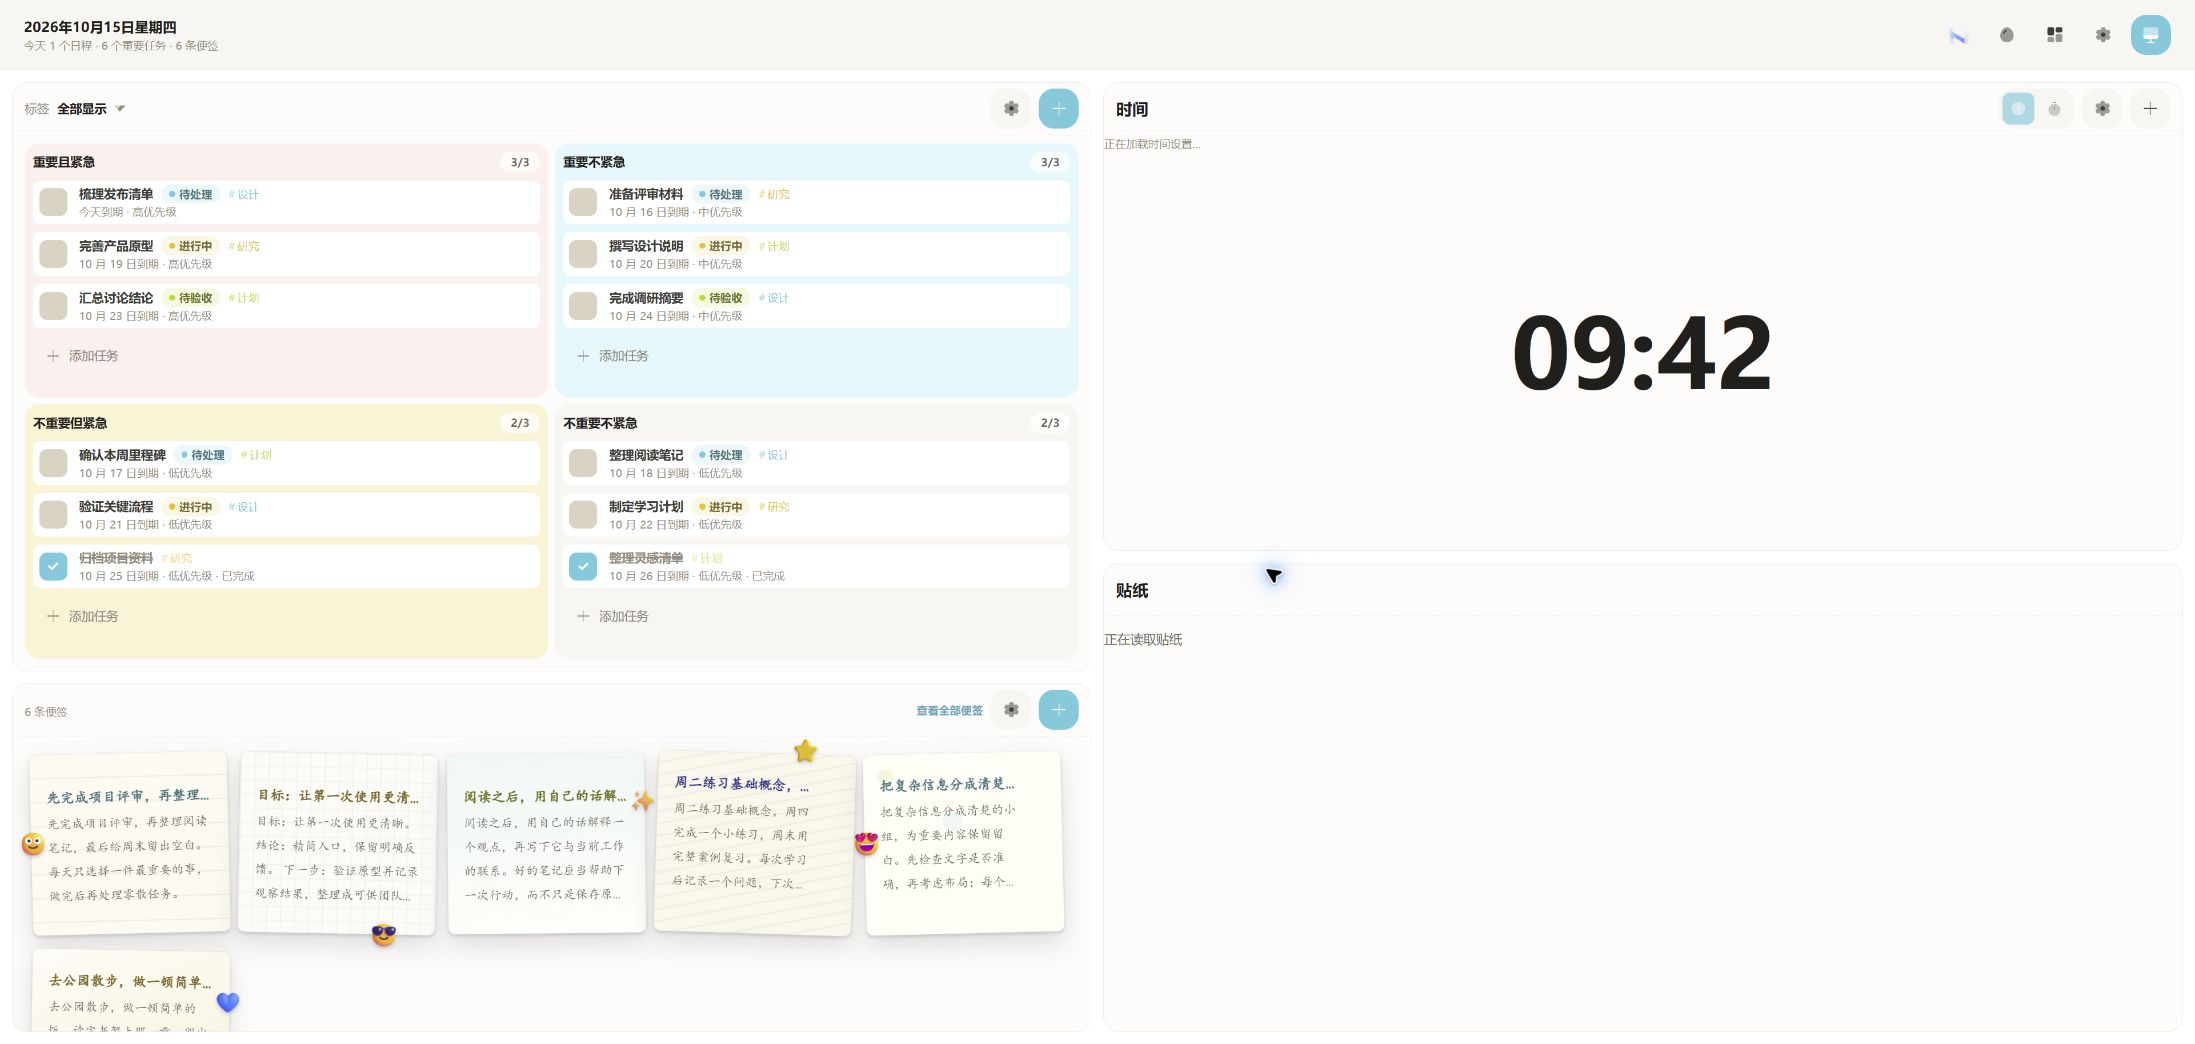 2026年10月15日星期四
今天 1 个日程 · 6 个重要任务 · 6 条便签
标签 全部显示
重要且紧急 3/3
梳理发布清单 待处理 #设计
今天到期 · 高优先级
完善产品原型 进行中 #研究
10 月 19 日到期 · 高优先级
汇总讨论结论 待验收 #计划
10 月 23 日到期 · 高优先级
添加任务
重要不紧急 3/3
准备评审材料 待处理 #研究
10 月 16 日到期 · 中优先级
撰写设计说明 进行中 #计划
10 月 20 日到期 · 中优先级
完成调研摘要 待验收 #设计
10 月 24 日到期 · 中优先级
添加任务
不重要但紧急 2/3
确认本周里程碑 待处理 #计划
10 月 17 日到期 · 低优先级
验证关键流程 进行中 #设计
10 月 21 日到期 · 低优先级
归档项目资料 #研究
10 月 25 日到期 · 低优先级 · 已完成
添加任务
不重要不紧急 2/3
整理阅读笔记 待处理 #设计
10 月 18 日到期 · 低优先级
制定学习计划 进行中 #研究
10 月 22 日到期 · 低优先级
整理灵感清单 #计划
10 月 26 日到期 · 低优先级 · 已完成
添加任务
6 条便签 查看全部便签
先完成项目评审，再整理…
先完成项目评审，再整理阅读
笔记，最后给周末留出空白。
每天只选择一件最重要的事，
做完后再处理零散任务。
目标：让第一次使用更清…
目标：让第一次使用更清晰。
结论：精简入口，保留明确反
馈。 下一步：验证原型并记录
观察结果，整理成可供团队…
阅读之后，用自己的话解…
阅读之后，用自己的话解释一
个观点，再写下它与当前工作
的联系。好的笔记应当帮助下
一次行动，而不只是保存原…
周二练习基础概念，…
周二练习基础概念，周四
完成一个小练习，周末用
完整案例复习。每次学习
后记录一个问题，下次…
把复杂信息分成清楚…
把复杂信息分成清楚的小
组，为重要内容保留留
白。先检查文字是否准
确，再考虑布局；每个…
去公园散步，做一顿简单…
去公园散步，做一顿简单的
时间
正在加载时间设置...
09:42
贴纸
正在读取贴纸